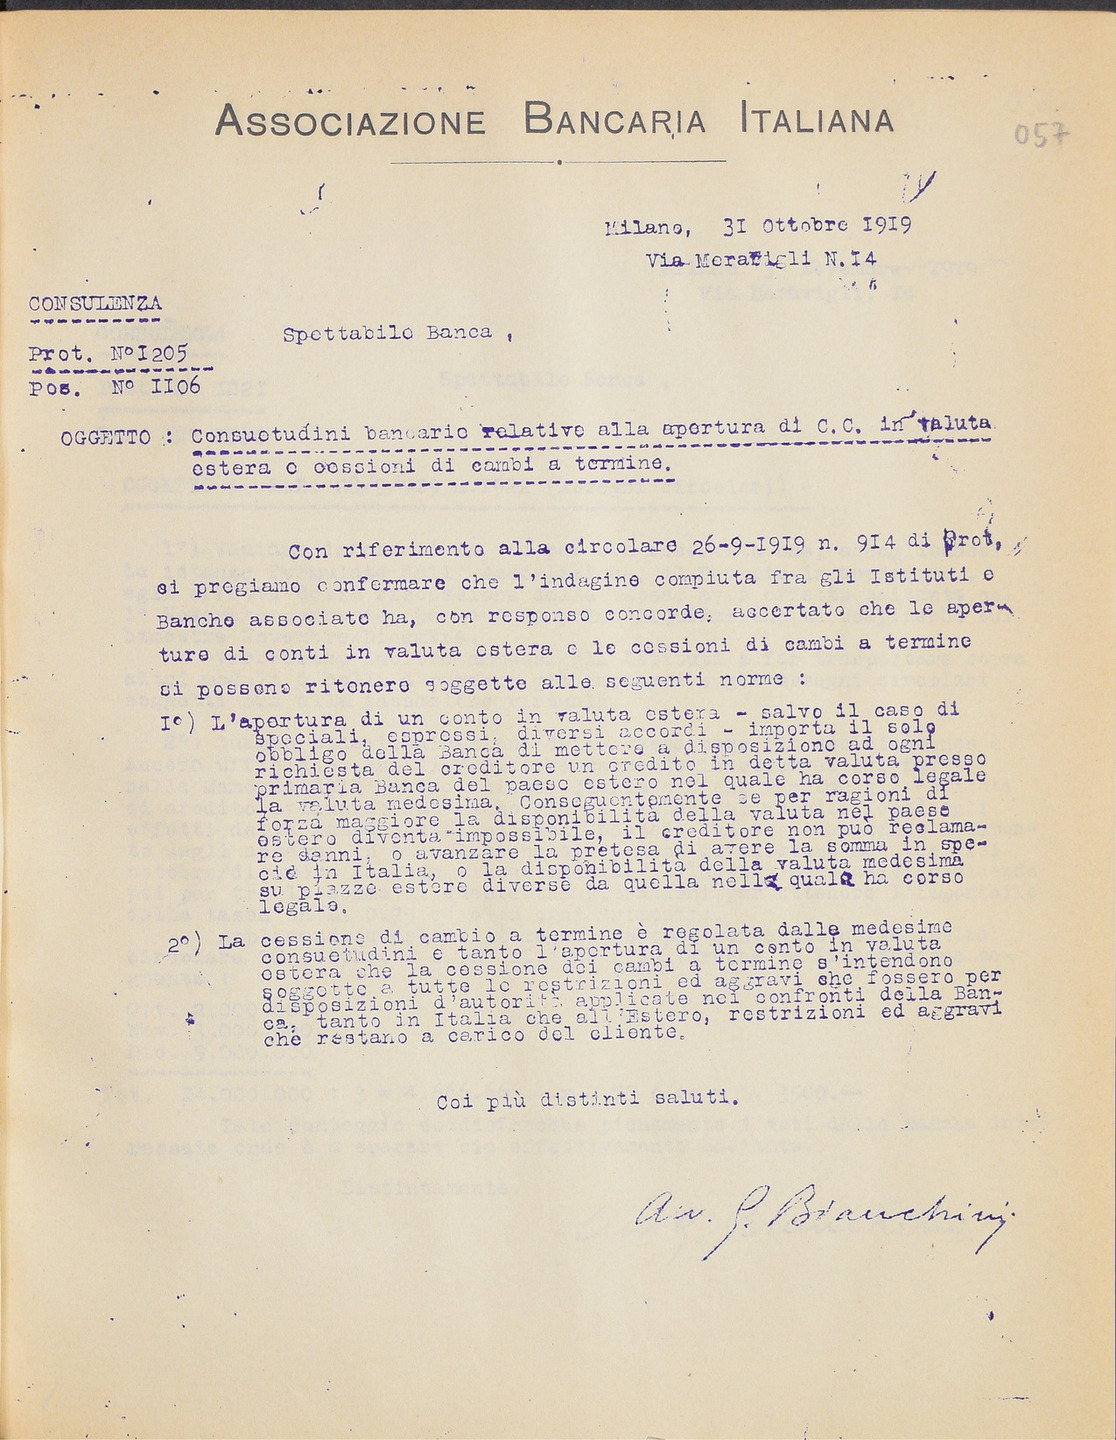 ASSOCIAZIONE BANCARIA ITALIANA
057
Milano, 31 Ottobre 1919
Via Meravigli N.14
CONSULENZA
Spettabile Banca,
Prot. N° 1205
Pos. N° 1106
OGGETTO : Consuetudini bancarie relative alla apertura di C.C. in valuta
estera e cessioni di cambi a termine.
Con riferimento alla circolare 26-9-1919 n. 914 di Prot,
si pregiamo confermare che l'indagine compiuta fra gli Istituti e
Banche associate ha, con responso concorde, accertato che le aper-
ture di conti in valuta estera e le cessioni di cambi a termine
si possono ritenere soggette alle seguenti norme :
1°) L'apertura di un conto in valuta estera - salvo il caso di
speciali, espressi, diversi accordi - importa il solo
obbligo della Banca di mettere a disposizione ad ogni
richiesta del creditore un credito in detta valuta presso
primaria Banca del paese estero nel quale ha corso legale
la valuta medesima. Conseguentemente se per ragioni di
forza maggiore la disponibilità della valuta nel paese
estero diventa impossibile, il creditore non può reclama-
re danni, o avanzare la pretesa di avere la somma in spe-
cie in Italia, o la disponibilità della valuta medesima
su piazze estere diverse da quella nella quale ha corso
legale.
2°) La cessione di cambio a termine è regolata dalle medesime
consuetudini e tanto l'apertura di un conto in valuta
estera che la cessione dei cambi a termine s'intendono
soggette a tutte le restrizioni ed aggravi che fossero per
disposizioni d'autorità applicate nei confronti della Ban-
ca, tanto in Italia che all'Estero, restrizioni ed aggravi
che restano a carico del cliente.
Coi più distinti saluti.
Avv. G. Bianchini